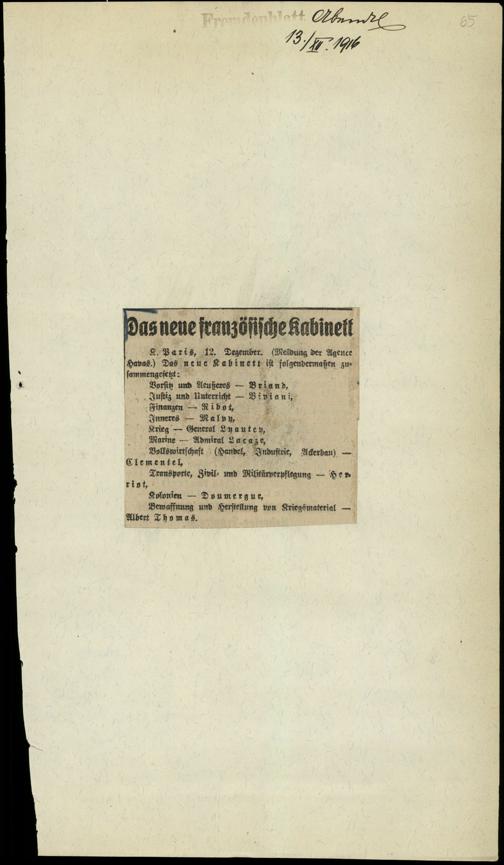 Fremdenblatt Abendbl
65
13./XII. 1916
Das neue französische Kabinett
K. Paris, 12. Dezember. (Meldung der Agence
Havas.) Das neue Kabinett ist folgendermaßen zu-
sammengesetzt:
Vorsitz und Aeußeres — Briand,
Justiz und Unterricht — Viviani,
Finanzen — Ribot,
Inneres — Malvy,
Krieg — General Lyautey,
Marine — Admiral Lacaze,
Volkswirtschaft (Handel, Industrie, Ackerbau) —
Clementel,
Transporte, Zivil- und Militärverpflegung — Her-
riot,
Kolonien — Doumergue,
Bewaffnung und Herstellung von Kriegsmaterial —
Albert Thomas.